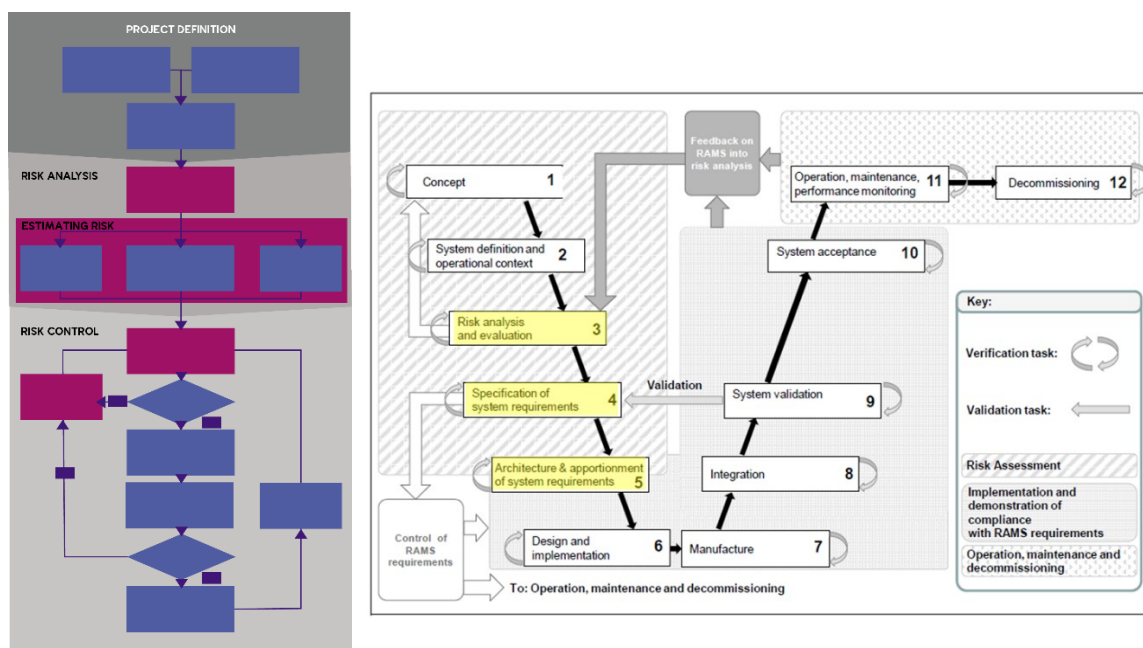 PROJECT DEFINITION
RISK ANALYSIS
ESTIMATING RISK
RISK CONTROL
Concept 1
System definition and
operational context 2
Risk analysis
and evaluation 3
Specification of
system requirements 4
Architecture & apportionment
of system requirements 5
Design and
implementation 6
Manufacture 7
Integration 8
System validation 9
System acceptance 10
Operation, maintenance,
performance monitoring 11
Decommissioning 12
Feedback on
RAMS into
risk analysis
Validation
Control of
RAMS
requirements
To: Operation, maintenance and decommissioning
Key:
Verification task:
Validation task:
Risk Assessment
Implementation and
demonstration of
compliance
with RAMS requirements
Operation, maintenance and
decommissioning